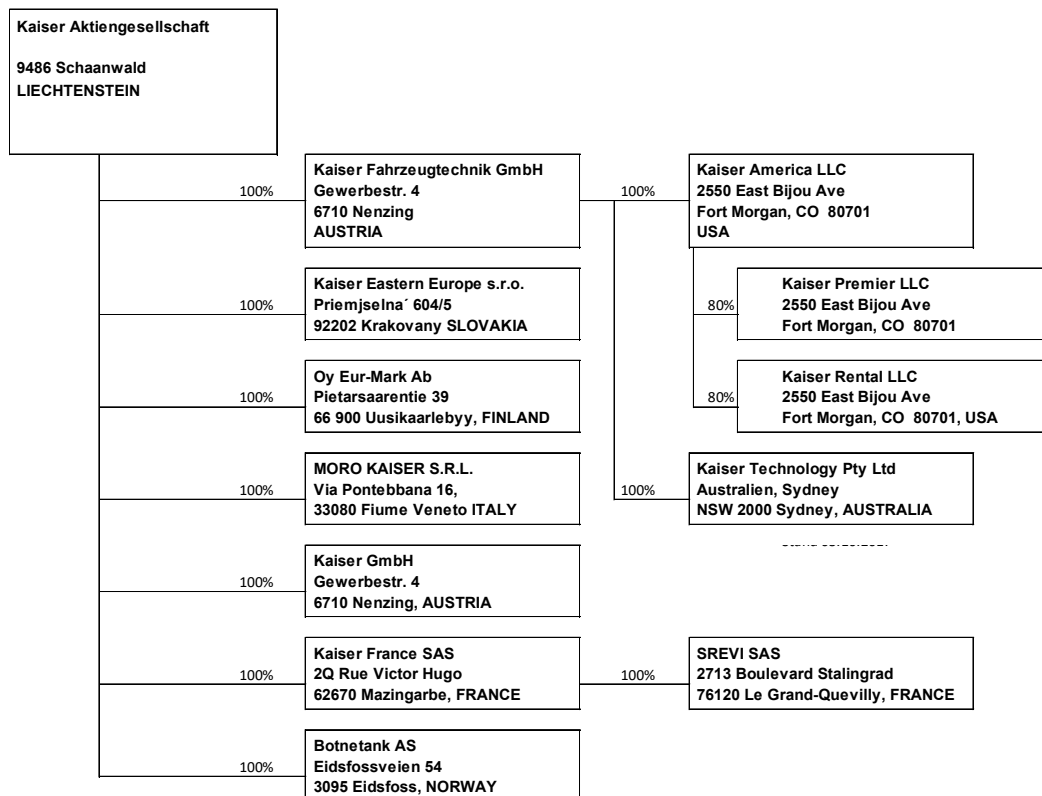 Kaiser Aktiengesellschaft
9486 Schaanwald
LIECHTENSTEIN
100%
Kaiser Fahrzeugtechnik GmbH
Gewerbestr. 4
6710 Nenzing
AUSTRIA
100%
Kaiser America LLC
2550 East Bijou Ave
Fort Morgan, CO 80701
USA
100%
Kaiser Eastern Europe s.r.o.
Priemjselna´ 604/5
92202 Krakovany SLOVAKIA
80%
Kaiser Premier LLC
2550 East Bijou Ave
Fort Morgan, CO 80701
100%
Oy Eur-Mark Ab
Pietarsaarentie 39
66 900 Uusikaarlebyy, FINLAND
80%
Kaiser Rental LLC
2550 East Bijou Ave
Fort Morgan, CO 80701, USA
100%
MORO KAISER S.R.L.
Via Pontebbana 16,
33080 Fiume Veneto ITALY
100%
Kaiser Technology Pty Ltd
Australien, Sydney
NSW 2000 Sydney, AUSTRALIA
100%
Kaiser GmbH
Gewerbestr. 4
6710 Nenzing, AUSTRIA
100%
Kaiser France SAS
2Q Rue Victor Hugo
62670 Mazingarbe, FRANCE
100%
SREVI SAS
2713 Boulevard Stalingrad
76120 Le Grand-Quevilly, FRANCE
100%
Botnetank AS
Eidsfossveien 54
3095 Eidsfoss, NORWAY